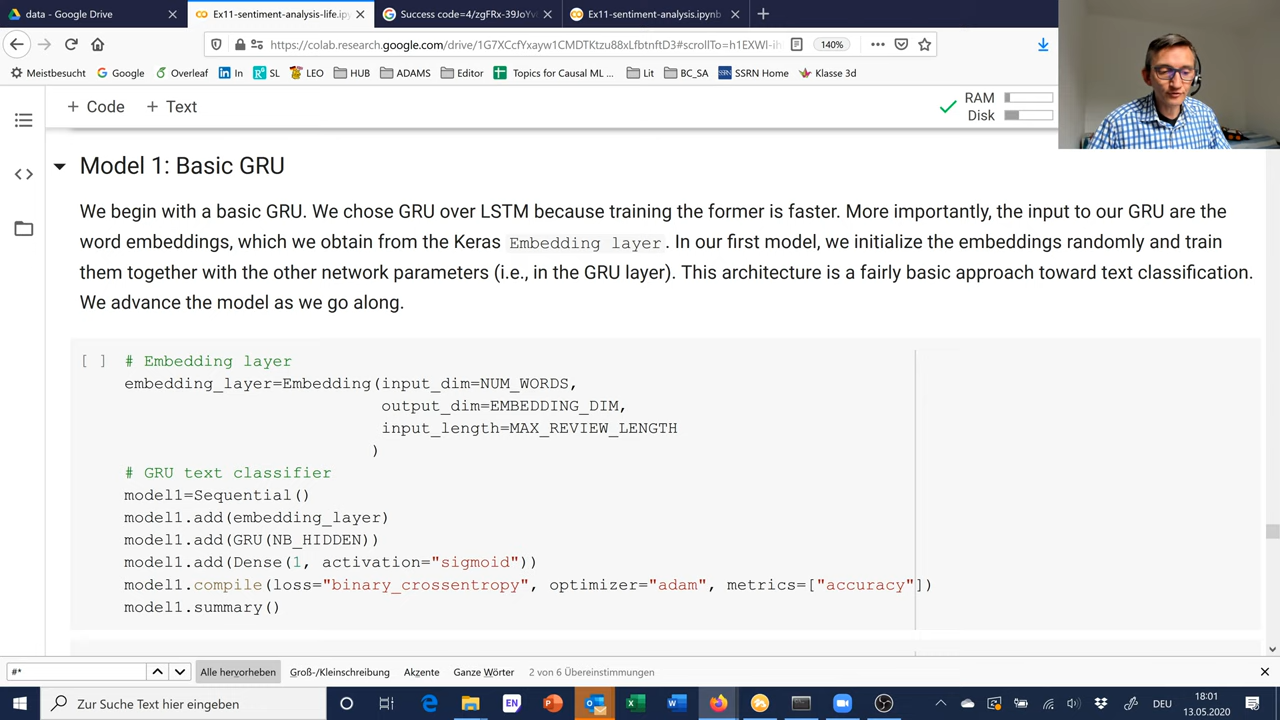 data - Google Drive
Ex11-sentiment-analysis-life.ipy
Success code=4/zgFRx-39JoYv
Ex11-sentiment-analysis.ipynb
https://colab.research.google.com/drive/1G7XCcfYxayw1CMDTKtzu88xLfbtnftD3#scrollTo=h1EXWI-ih
140%
Meistbesucht
Google
Overleaf
In
SL
LEO
HUB
ADAMS
Editor
Topics for Causal ML ...
Lit
BC_SA
SSRN Home
Klasse 3d
+ Code
+ Text
RAM
Disk
Model 1: Basic GRU
We begin with a basic GRU. We chose GRU over LSTM because training the former is faster. More importantly, the input to our GRU are the
word embeddings, which we obtain from the Keras Embedding layer. In our first model, we initialize the embeddings randomly and train
them together with the other network parameters (i.e., in the GRU layer). This architecture is a fairly basic approach toward text classification.
We advance the model as we go along.
[ ] # Embedding layer
embedding_layer=Embedding(input_dim=NUM_WORDS,
output_dim=EMBEDDING_DIM,
input_length=MAX_REVIEW_LENGTH
)
# GRU text classifier
model1=Sequential()
model1.add(embedding_layer)
model1.add(GRU(NB_HIDDEN))
model1.add(Dense(1, activation="sigmoid"))
model1.compile(loss="binary_crossentropy", optimizer="adam", metrics=["accuracy"])
model1.summary()
#*
Alle hervorheben
Groß-/Kleinschreibung
Akzente
Ganze Wörter
2 von 6 Übereinstimmungen
Zur Suche Text hier eingeben
EN
DEU
18:01
13.05.2020